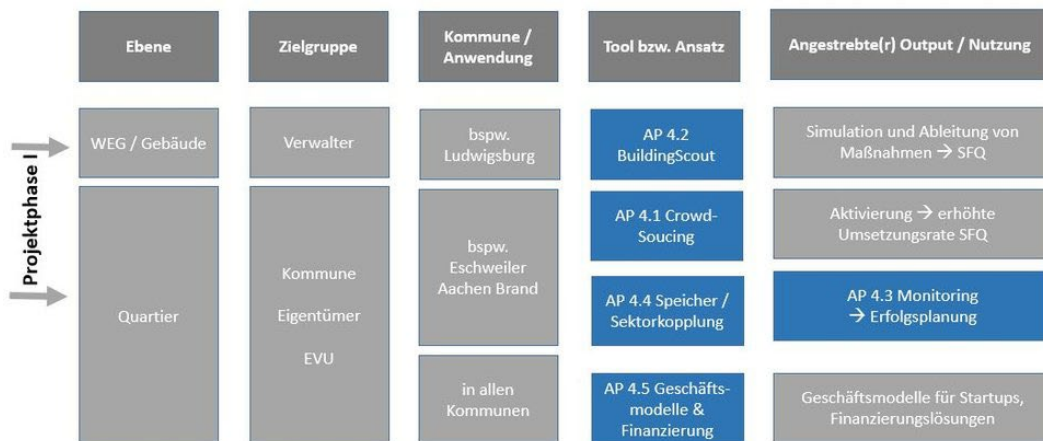 Ebene
Zielgruppe
Kommune /
Anwendung
Tool bzw. Ansatz
Angestrebte(r) Output / Nutzung
Projektphase I
WEG / Gebäude
Verwalter
bspw.
Ludwigsburg
AP 4.2
BuildingScout
Simulation und Ableitung von
Maßnahmen → SFQ
Quartier
Kommune
Eigentümer
EVU
bspw.
Eschweiler
Aachen Brand
AP 4.1 Crowd-
Soucing
Aktivierung → erhöhte
Umsetzungsrate SFQ
AP 4.4 Speicher /
Sektorkopplung
AP 4.3 Monitoring
→ Erfolgsplanung
in allen
Kommunen
AP 4.5 Geschäfts-
modelle &
Finanzierung
Geschäftsmodelle für Startups,
Finanzierungslösungen